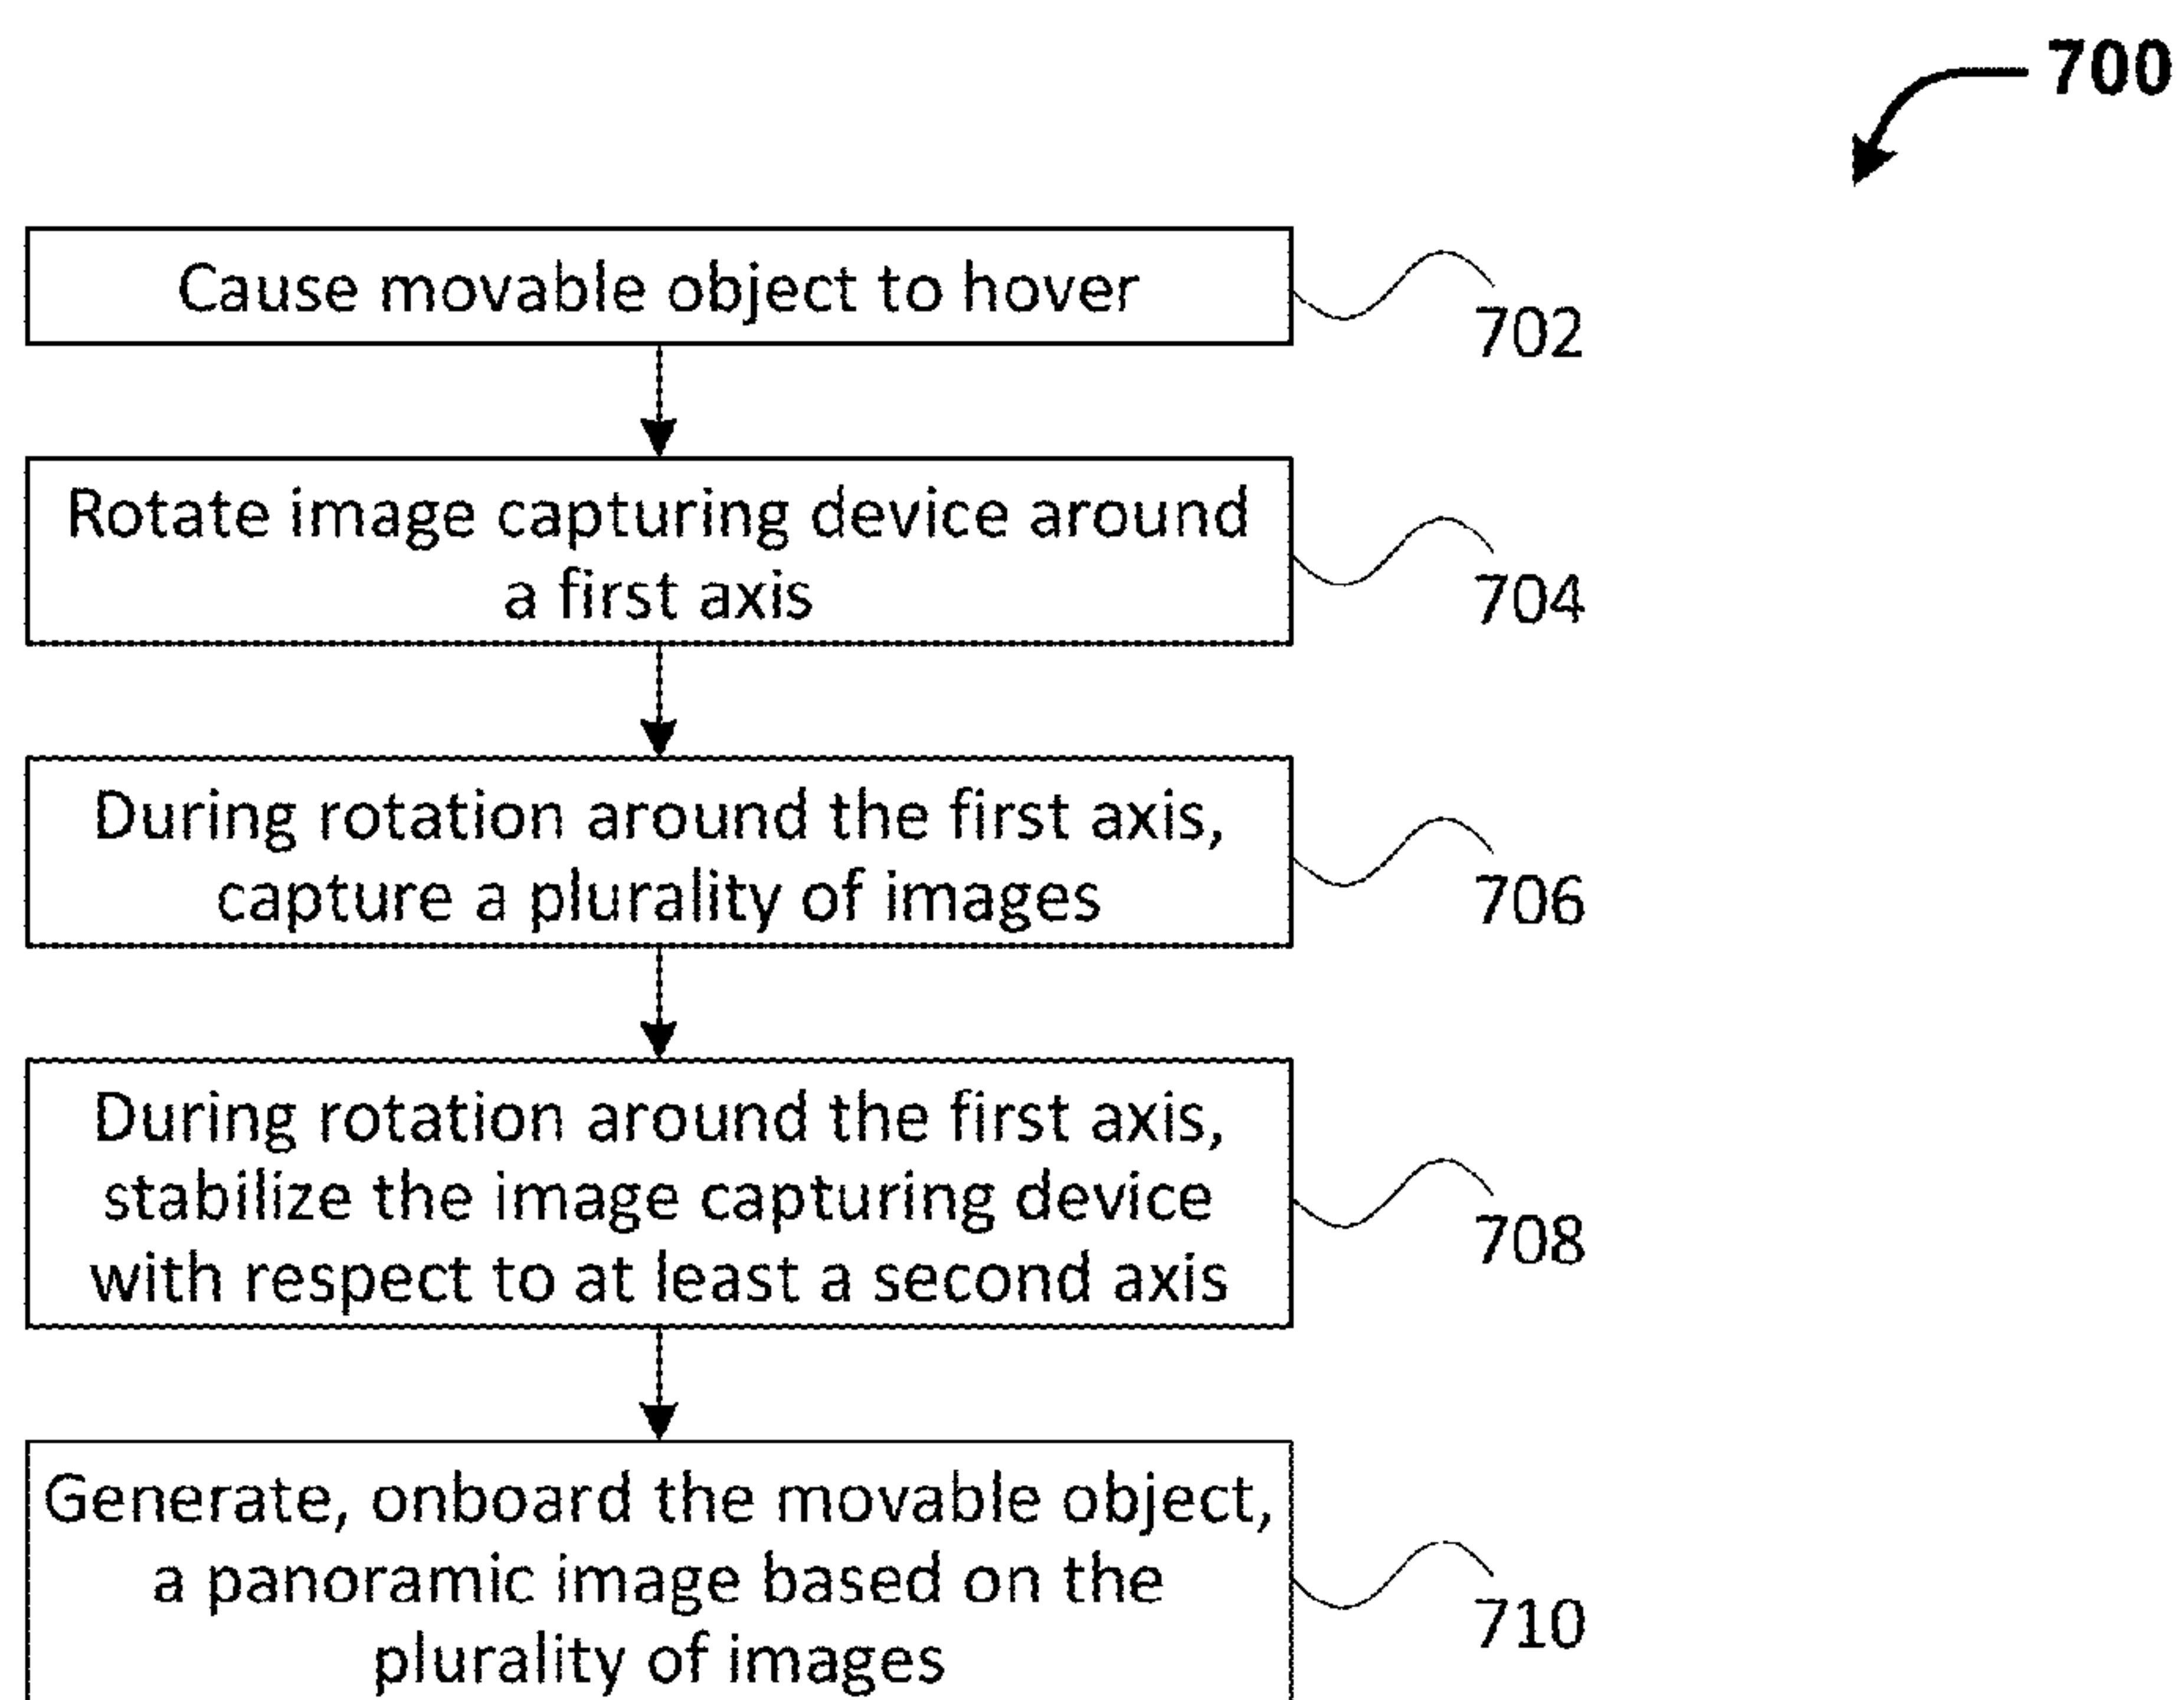 700
Cause movable object to hover
702
Rotate image capturing device around
a first axis
704
During rotation around the first axis,
capture a plurality of images
706
During rotation around the first axis,
stabilize the image capturing device
with respect to at least a second axis
708
Generate, onboard the movable object,
a panoramic image based on the
plurality of images
710